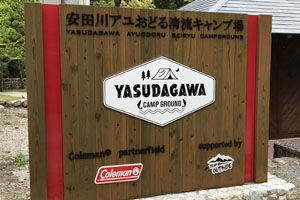 安田川アユおどる清流キャンプ場
YASUDAGAWA AYUODORU SEIRYU CAMPGROUND
YASUDAGAWA
CAMP GROUND
Coleman® partnerfield
supported by
Coleman